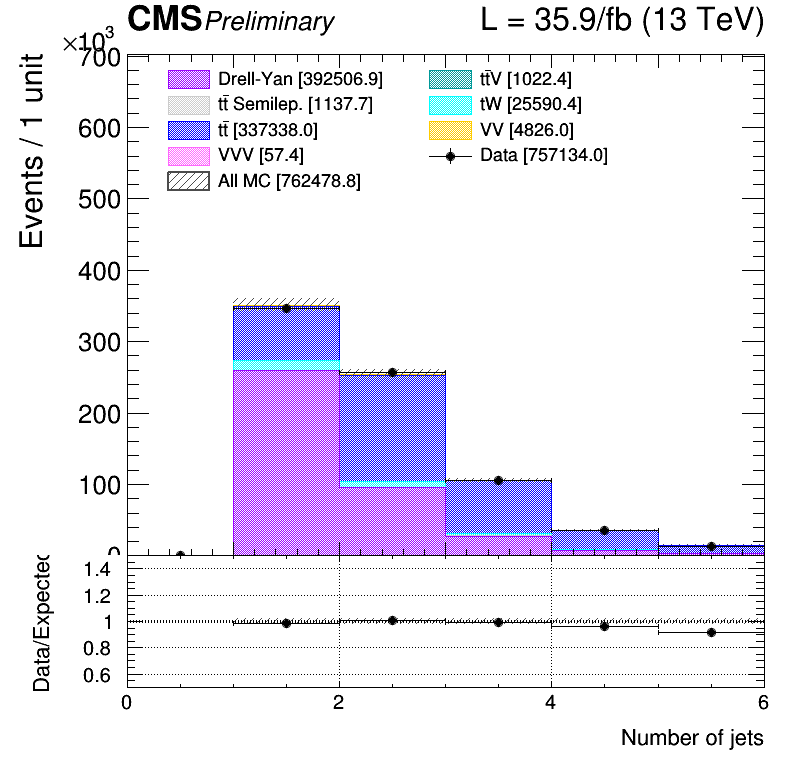 CMS Preliminary L = 35.9/fb (13 TeV)
×10³
Events / 1 unit
700
600
500
400
300
200
100
0
Drell-Yan [392506.9]
tt̄ Semilep. [1137.7]
tt̄ [337338.0]
VVV [57.4]
All MC [762478.8]
tt̄V [1022.4]
tW [25590.4]
VV [4826.0]
Data [757134.0]
Data/Expected
1.4
1.2
1
0.8
0.6
0 2 4 6
Number of jets